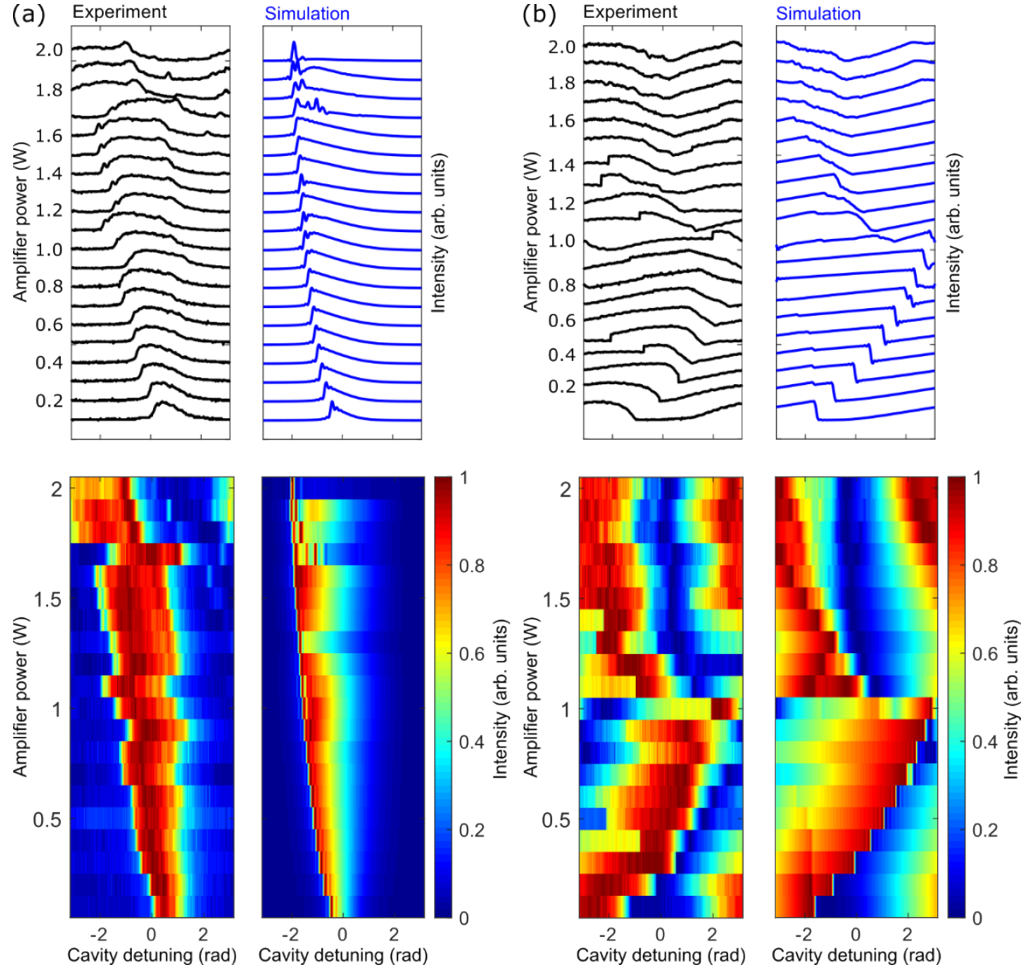 (a)
Experiment
Simulation
2.0
1.8
1.6
1.4
1.2
1.0
0.8
0.6
0.4
0.2
Amplifier power (W)
-2
0
2
Intensity (arb. units)
(b)
Experiment
Simulation
2.0
1.8
1.6
1.4
1.2
1.0
0.8
0.6
0.4
0.2
Amplifier power (W)
Intensity (arb. units)
2
1.5
1
0.5
Amplifier power (W)
-2 0 2
Cavity detuning (rad)
-2 0 2
Cavity detuning (rad)
1
0.8
0.6
0.4
0.2
0
Intensity (arb. units)
2
1.5
1
0.5
Amplifier power (W)
-2 0 2
Cavity detuning (rad)
-2 0 2
Cavity detuning (rad)
1
0.8
0.6
0.4
0.2
0
Intensity (arb. units)